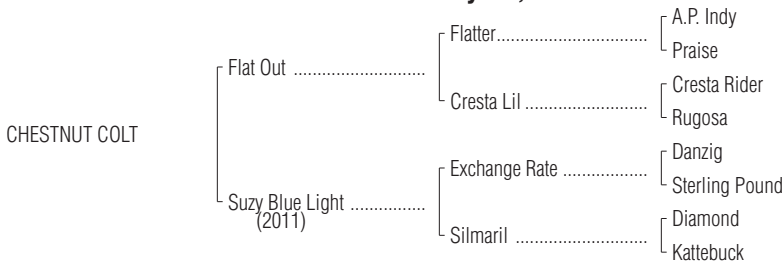 A.P. Indy
Flatter
Praise
Flat Out
Cresta Rider
Cresta Lil
Rugosa
CHESTNUT COLT
Danzig
Exchange Rate
Sterling Pound
Suzy Blue Light
(2011)
Diamond
Silmaril
Kattebuck